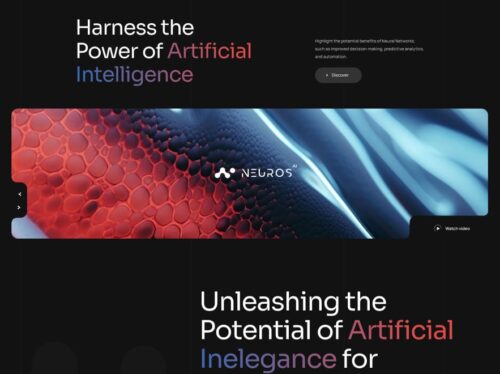 Harness the
Power of Artificial
Intelligence
Highlight the potential benefits of Neural Networks,
such as improved decision-making, predictive analytics,
and automation.
Discover
NEUROS AI
Watch video
Unleashing the
Potential of Artificial
Inelegance for